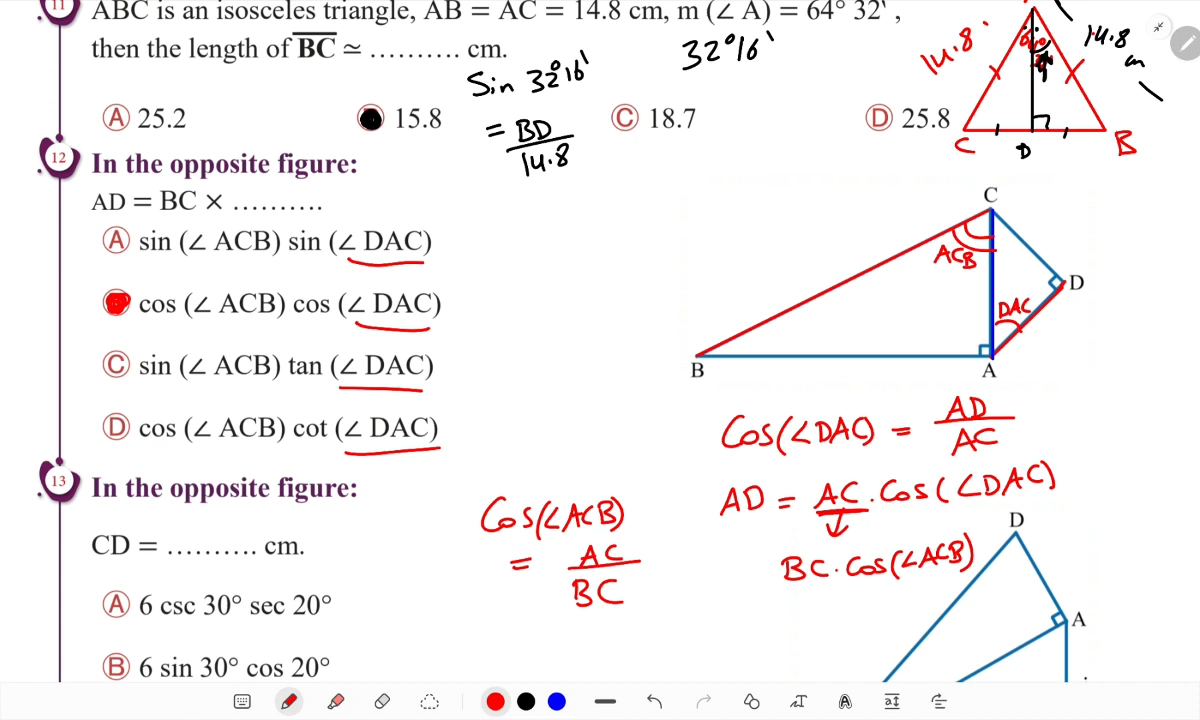 11
ABC is an isosceles triangle, AB = AC = 14.8 cm, m (∠ A) = 64° 32' ,
then the length of BC ≃ .......... cm.
Sin 32°16'
= BD
14.8
32°16'
A 25.2
15.8
C 18.7
D 25.8
14.8
14.8
C
D
B
12
In the opposite figure:
AD = BC × ..........
A sin (∠ ACB) sin (∠ DAC)
cos (∠ ACB) cos (∠ DAC)
C sin (∠ ACB) tan (∠ DAC)
D cos (∠ ACB) cot (∠ DAC)
C
ACB
D
DAC
B
A
Cos(∠DAC) = AD
AC
AD = AC . Cos(∠DAC)
BC . Cos(∠ACB)
Cos(∠ACB)
= AC
BC
13
In the opposite figure:
CD = .......... cm.
A 6 csc 30° sec 20°
B 6 sin 30° cos 20°
D
A